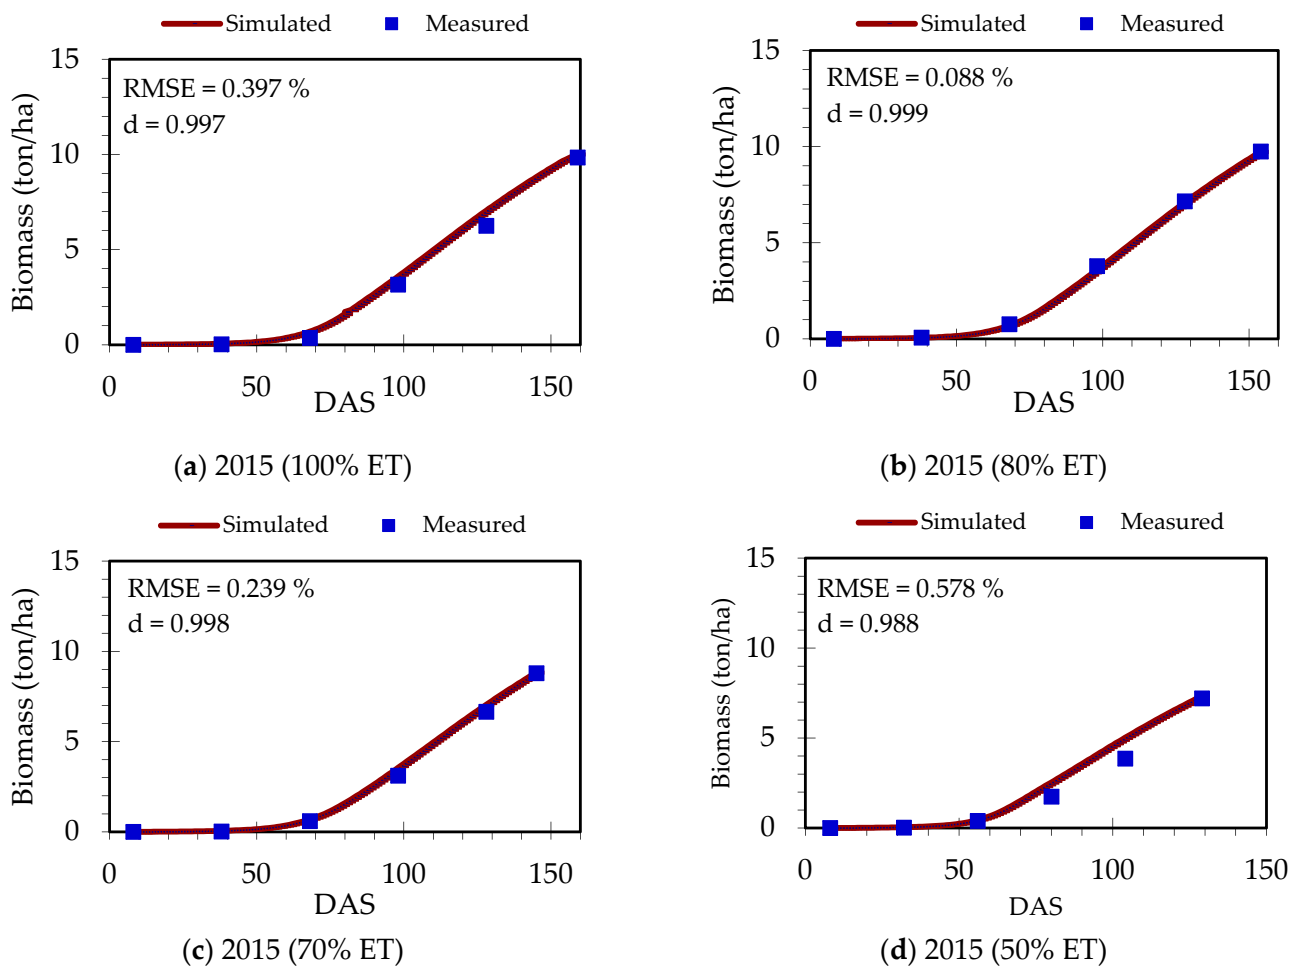 Simulated Measured
15
10
5
0
Biomass (ton/ha)
RMSE = 0.397 %
d = 0.997
0 50 100 150
DAS
(a) 2015 (100% ET)
Simulated Measured
15
10
5
0
Biomass (ton/ha)
RMSE = 0.088 %
d = 0.999
0 50 100 150
DAS
(b) 2015 (80% ET)
Simulated Measured
15
10
5
0
Biomass (ton/ha)
RMSE = 0.239 %
d = 0.998
0 50 100 150
DAS
(c) 2015 (70% ET)
Simulated Measured
15
10
5
0
Biomass (ton/ha)
RMSE = 0.578 %
d = 0.988
0 50 100 150
DAS
(d) 2015 (50% ET)